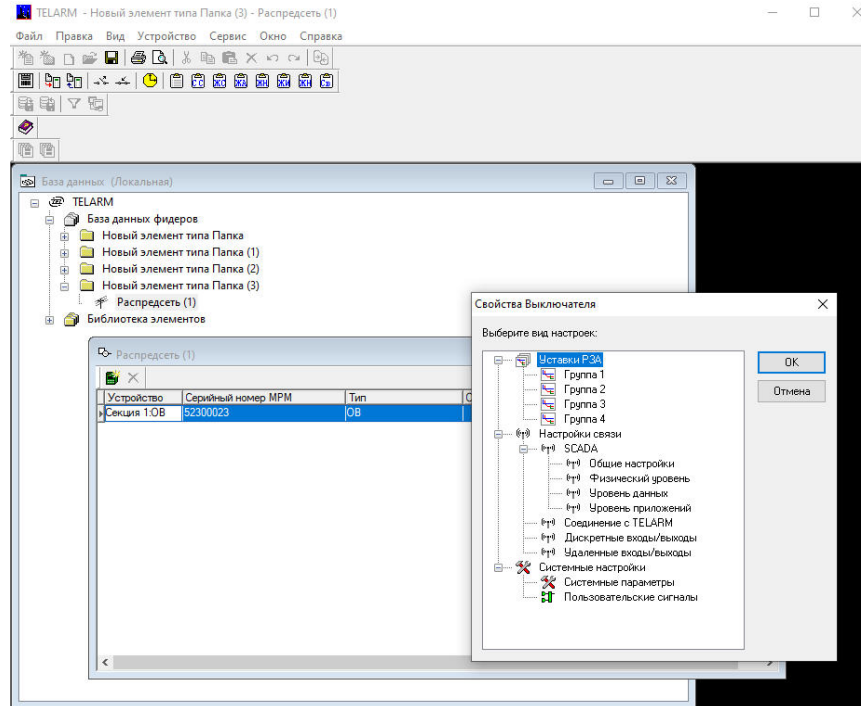 TELARM - Новый элемент типа Папка (3) - Распредсеть (1)
Файл Правка Вид Устройство Сервис Окно Справка
База данных (Локальная)
TELARM
База данных фидеров
Новый элемент типа Папка
Новый элемент типа Папка (1)
Новый элемент типа Папка (2)
Новый элемент типа Папка (3)
Распредсеть (1)
Библиотека элементов
Распредсеть (1)
Устройство Серийный номер MPM Тип
Секция 1:ОВ 52300023 ОВ
Свойства Выключателя
Выберите вид настроек:
Уставки РЗА
Группа 1
Группа 2
Группа 3
Группа 4
Настройки связи
SCADA
Общие настройки
Физический уровень
Уровень данных
Уровень приложений
Соединение с TELARM
Дискретные входы/выходы
Удаленные входы/выходы
Системные настройки
Системные параметры
Пользовательские сигналы
OK
Отмена